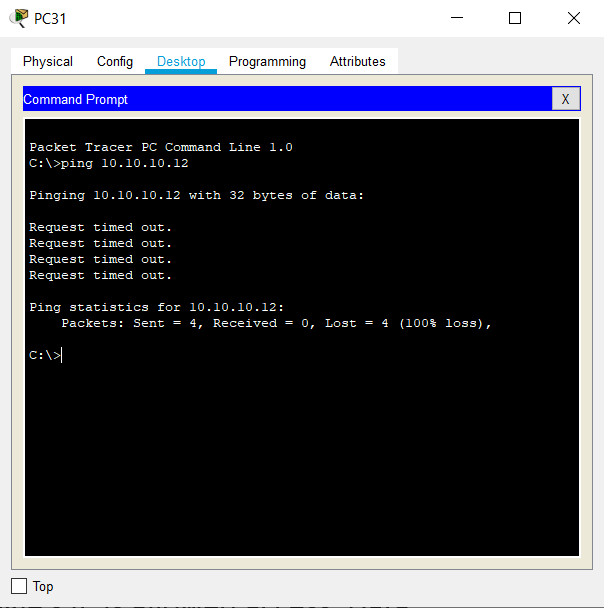 PC31
Physical Config Desktop Programming Attributes
Command Prompt X
Packet Tracer PC Command Line 1.0
C:\>ping 10.10.10.12
Pinging 10.10.10.12 with 32 bytes of data:
Request timed out.
Request timed out.
Request timed out.
Request timed out.
Ping statistics for 10.10.10.12:
Packets: Sent = 4, Received = 0, Lost = 4 (100% loss),
C:\>
Top